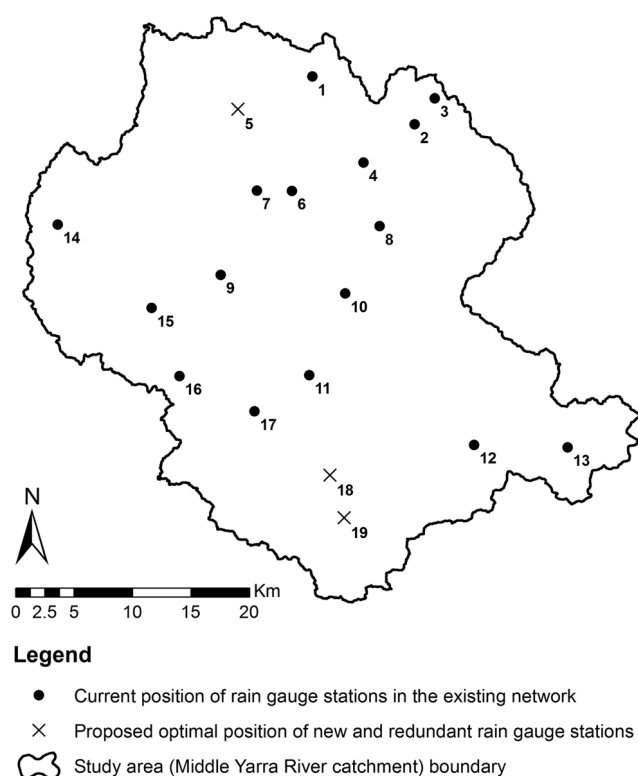 1
3
2
5
4
7
6
14
8
9
10
15
16
11
17
12
13
18
19
N
Km
0 2.5 5 10 15 20
Legend
Current position of rain gauge stations in the existing network
Proposed optimal position of new and redundant rain gauge stations
Study area (Middle Yarra River catchment) boundary